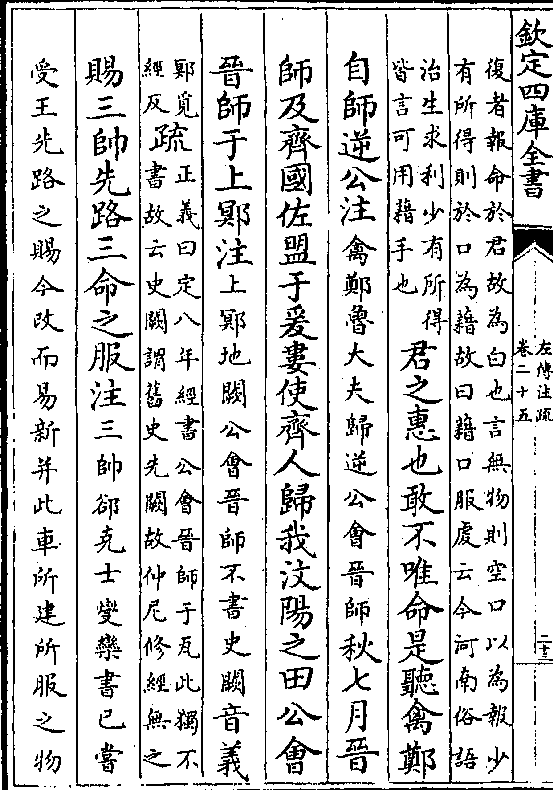 欽定四庫全書
左傳注疏
卷二十五
二十三
復者報命於君故為白也言無物則空口以為報少
有所得則於口為藉故曰藉口服䖍云今河南俗語
治生求利少有所得
皆言可用藉手也
君之惠也敢不唯命是聽禽鄭
自師逆公注禽鄭魯大夫歸逆公會晉師秋七月晉
師及齊國佐盟于爰婁使齊人歸我汶陽之田公會
晉師于上鄍注上鄍地闕公會晉師不書史闕音義
鄍覓
經反
疏
正義曰定八年經書公會晉師于瓦此獨不
書故云史闕謂舊史先闕故仲尼修經無之
賜三帥先路三命之服注三帥郤克士燮欒書已嘗
受王先路之賜今改而易新并此車所建所服之物